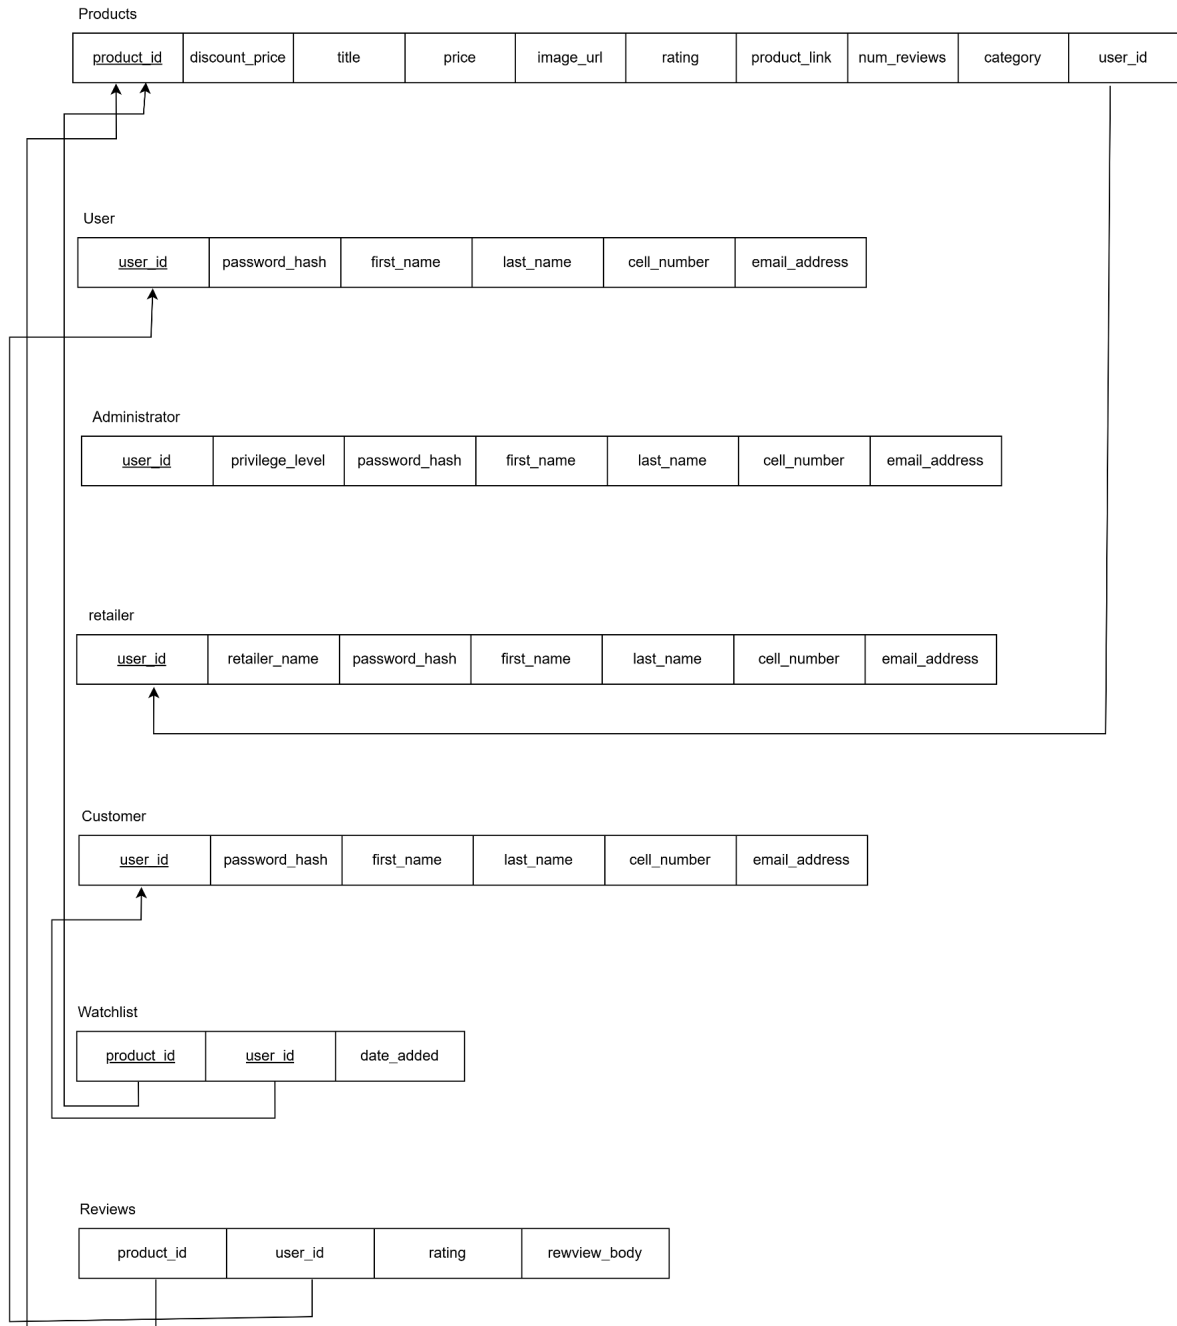 Products
product_id discount_price title price image_url rating product_link num_reviews category user_id
User
user_id password_hash first_name last_name cell_number email_address
Administrator
user_id privilege_level password_hash first_name last_name cell_number email_address
retailer
user_id retailer_name password_hash first_name last_name cell_number email_address
Customer
user_id password_hash first_name last_name cell_number email_address
Watchlist
product_id user_id date_added
Reviews
product_id user_id rating rewview_body